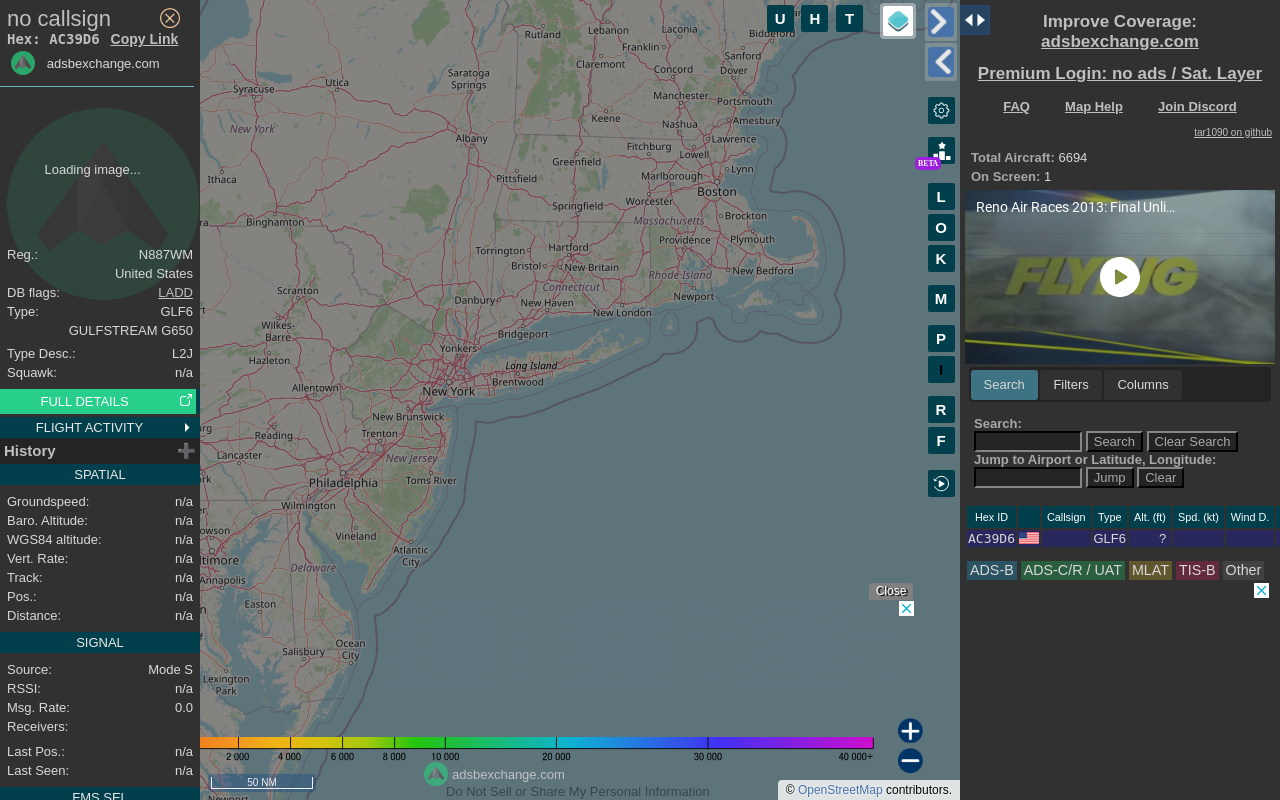 no callsign
Hex: AC39D6 Copy Link
adsbexchange.com
Loading image...
Reg.: N887WM
United States
DB flags: LADD
Type: GLF6
GULFSTREAM G650
Type Desc.: L2J
Squawk: n/a
FULL DETAILS
FLIGHT ACTIVITY
History
SPATIAL
Groundspeed: n/a
Baro. Altitude: n/a
WGS84 altitude: n/a
Vert. Rate: n/a
Track: n/a
Pos.: n/a
Distance: n/a
SIGNAL
Source: Mode S
RSSI: n/a
Msg. Rate: 0.0
Receivers:
Last Pos.: n/a
Last Seen: n/a
FMS SEL
U H T
BETA
L
O
K
M
P
I
R
F
Rutland
Lebanon
Laconia
Biddeford
Franklin
Claremont
Sanford
Concord
Dover
Saratoga
Springs
Utica
Syracuse
Manchester
Portsmouth
Keene
Nashua
Amesbury
New York
Albany
Lawrence
Fitchburg
Lowell
Greenfield
Lynn
Marlborough
Ithaca
Pittsfield
Boston
Worcester
Springfield
Massachusetts
Brockton
Binghamton
Providence
Plymouth
Torrington
Hartford
Bristol
New Britain
Rhode Island
New Bedford
Connecticut
Scranton
Danbury
New Haven
Newport
New London
Wilkes-
Barre
Bridgeport
Yonkers
Hazleton
Long Island
Brentwood
Allentown
New York
New Brunswick
Reading
Trenton
Lancaster
New Jersey
Toms River
Philadelphia
Wilmington
Vineland
Atlantic
City
Annapolis
Delaware
Easton
Ocean
City
Salisbury
Lexington
Park
Close
2 000 4 000 6 000 8 000 10 000 20 000 30 000 40 000+
50 NM
adsbexchange.com
Do Not Sell or Share My Personal Information
© OpenStreetMap contributors.
Improve Coverage:
adsbexchange.com
Premium Login: no ads / Sat. Layer
FAQ Map Help Join Discord
tar1090 on github
Total Aircraft: 6694
On Screen: 1
Reno Air Races 2013: Final Unli...
FLYING
Search Filters Columns
Search:
Search Clear Search
Jump to Airport or Latitude, Longitude:
Jump Clear
Hex ID Callsign Type Alt. (ft) Spd. (kt) Wind D.
AC39D6 GLF6 ?
ADS-B ADS-C/R / UAT MLAT TIS-B Other